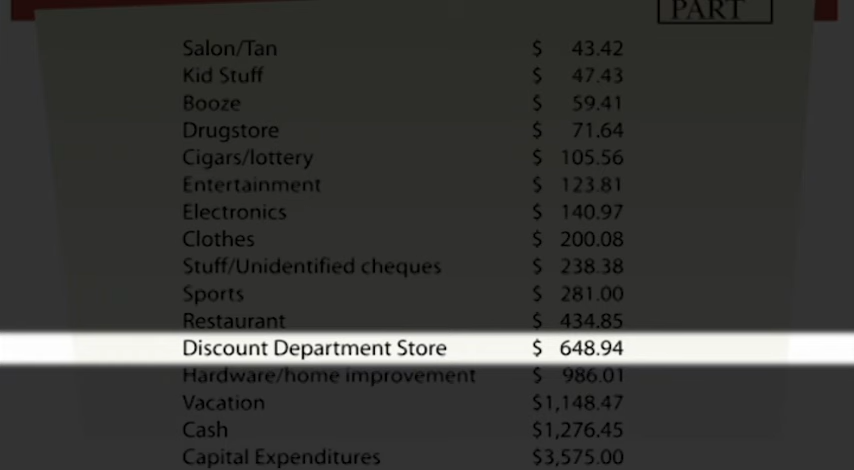 PART
Salon/Tan $ 43.42
Kid Stuff $ 47.43
Booze $ 59.41
Drugstore $ 71.64
Cigars/lottery $ 105.56
Entertainment $ 123.81
Electronics $ 140.97
Clothes $ 200.08
Stuff/Unidentified cheques $ 238.38
Sports $ 281.00
Restaurant $ 434.85
Discount Department Store $ 648.94
Hardware/home improvement $ 986.01
Vacation $1,148.47
Cash $1,276.45
Capital Expenditures $3,575.00